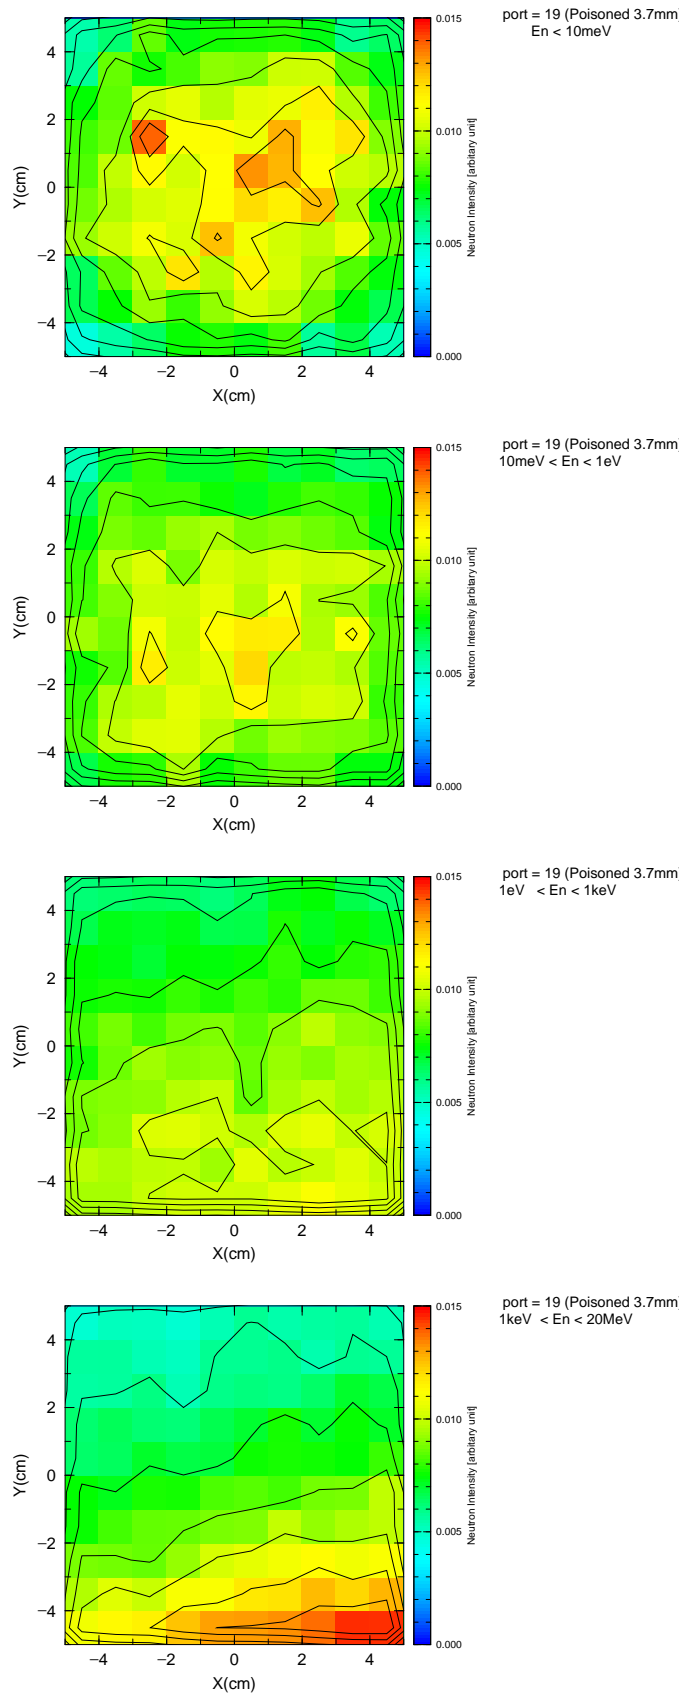 port = 19 (Poisoned 3.7mm)
En < 10meV
4
2
0
−2
−4
Y(cm)
−4 −2 0 2 4
X(cm)
0.015
0.010
0.005
0.000
Neutron Intensity [arbitary unit]
port = 19 (Poisoned 3.7mm)
10meV < En < 1eV
4
2
0
−2
−4
Y(cm)
−4 −2 0 2 4
X(cm)
0.015
0.010
0.005
0.000
Neutron Intensity [arbitary unit]
port = 19 (Poisoned 3.7mm)
1eV < En < 1keV
4
2
0
−2
−4
Y(cm)
−4 −2 0 2 4
X(cm)
0.015
0.010
0.005
0.000
Neutron Intensity [arbitary unit]
port = 19 (Poisoned 3.7mm)
1keV < En < 20MeV
4
2
0
−2
−4
Y(cm)
−4 −2 0 2 4
X(cm)
0.015
0.010
0.005
0.000
Neutron Intensity [arbitary unit]